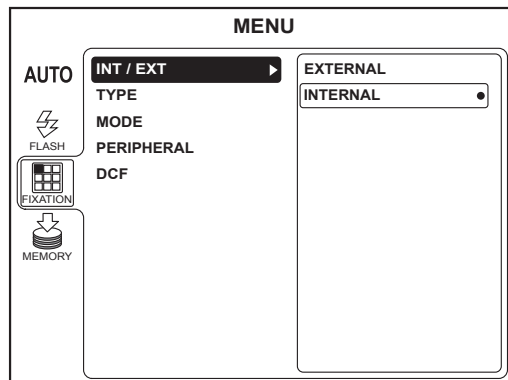 MENU
AUTO
FLASH
FIXATION
MEMORY
INT / EXT
TYPE
MODE
PERIPHERAL
DCF
EXTERNAL
INTERNAL